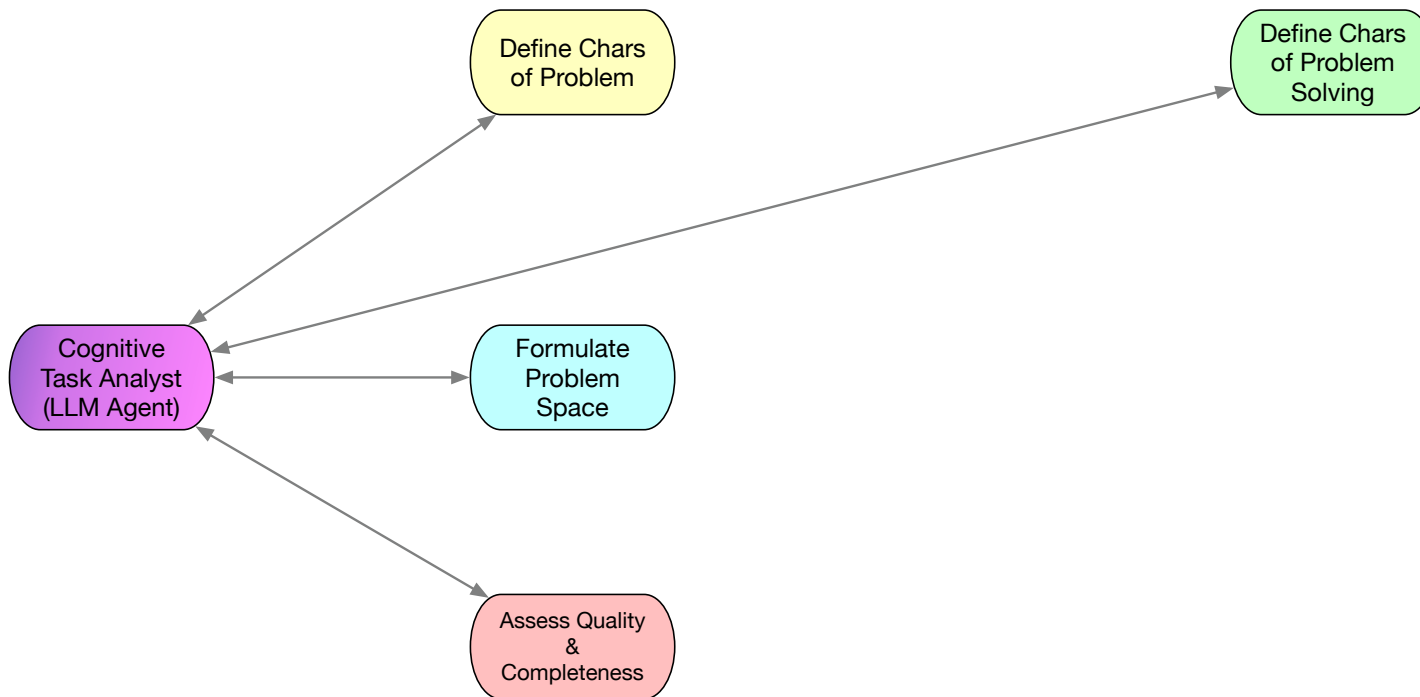 Define Chars
of Problem
Define Chars
of Problem
Solving
Cognitive
Task Analyst
(LLM Agent)
Formulate
Problem
Space
Assess Quality
&
Completeness